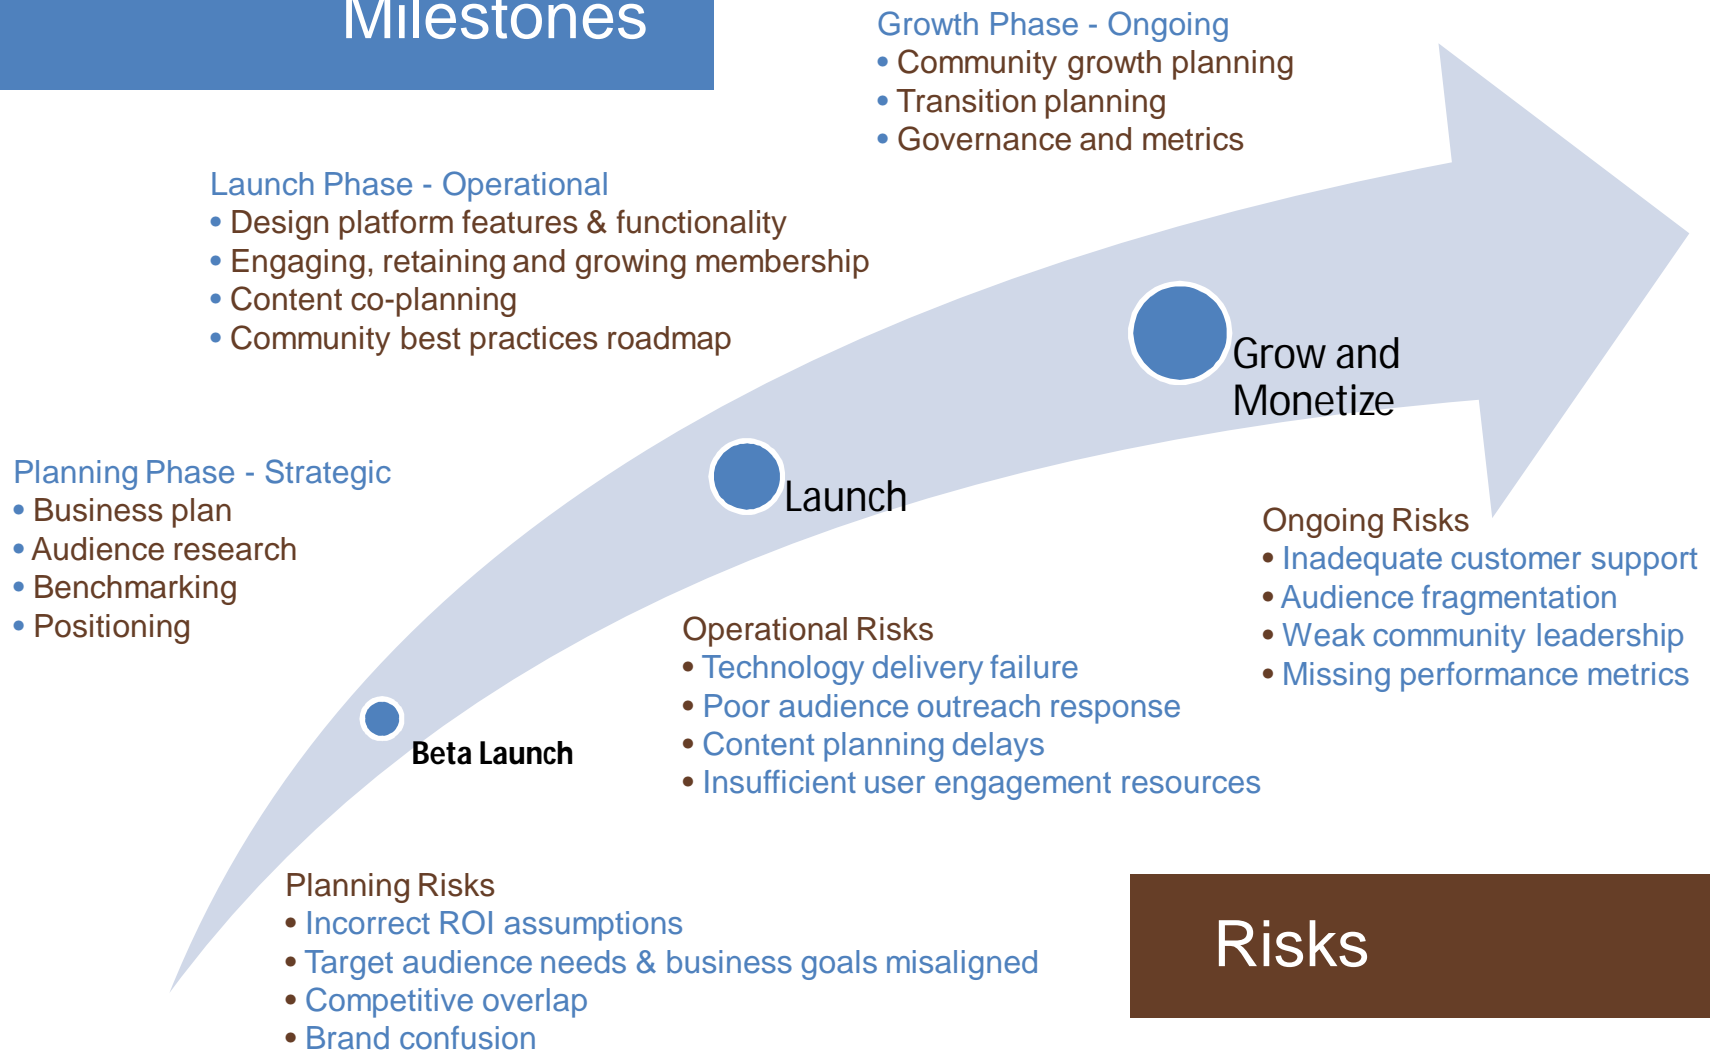 Milestones
Growth Phase - Ongoing
• Community growth planning
• Transition planning
• Governance and metrics
Launch Phase - Operational
• Design platform features & functionality
• Engaging, retaining and growing membership
• Content co-planning
• Community best practices roadmap
Grow and
Monetize
Planning Phase - Strategic
• Business plan
• Audience research
• Benchmarking
• Positioning
Launch
Ongoing Risks
• Inadequate customer support
• Audience fragmentation
• Weak community leadership
• Missing performance metrics
Operational Risks
• Technology delivery failure
• Poor audience outreach response
• Content planning delays
• Insufficient user engagement resources
Beta Launch
Planning Risks
• Incorrect ROI assumptions
• Target audience needs & business goals misaligned
• Competitive overlap
• Brand confusion
Risks